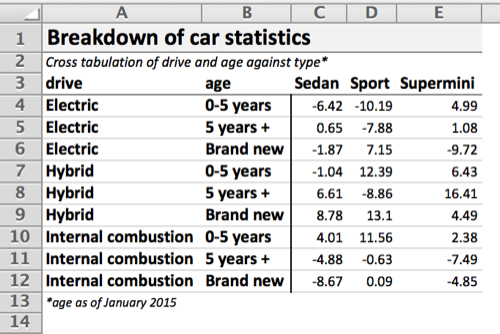 A B C D E
1 Breakdown of car statistics
2 Cross tabulation of drive and age against type*
3 drive age Sedan Sport Supermini
4 Electric 0-5 years -6.42 -10.19 4.99
5 Electric 5 years + 0.65 -7.88 1.08
6 Electric Brand new -1.87 7.15 -9.72
7 Hybrid 0-5 years -1.04 12.39 6.43
8 Hybrid 5 years + 6.61 -8.86 16.41
9 Hybrid Brand new 8.78 13.1 4.49
10 Internal combustion 0-5 years 4.01 11.56 2.38
11 Internal combustion 5 years + -4.88 -0.63 -7.49
12 Internal combustion Brand new -8.67 0.09 -4.85
13 *age as of January 2015
14